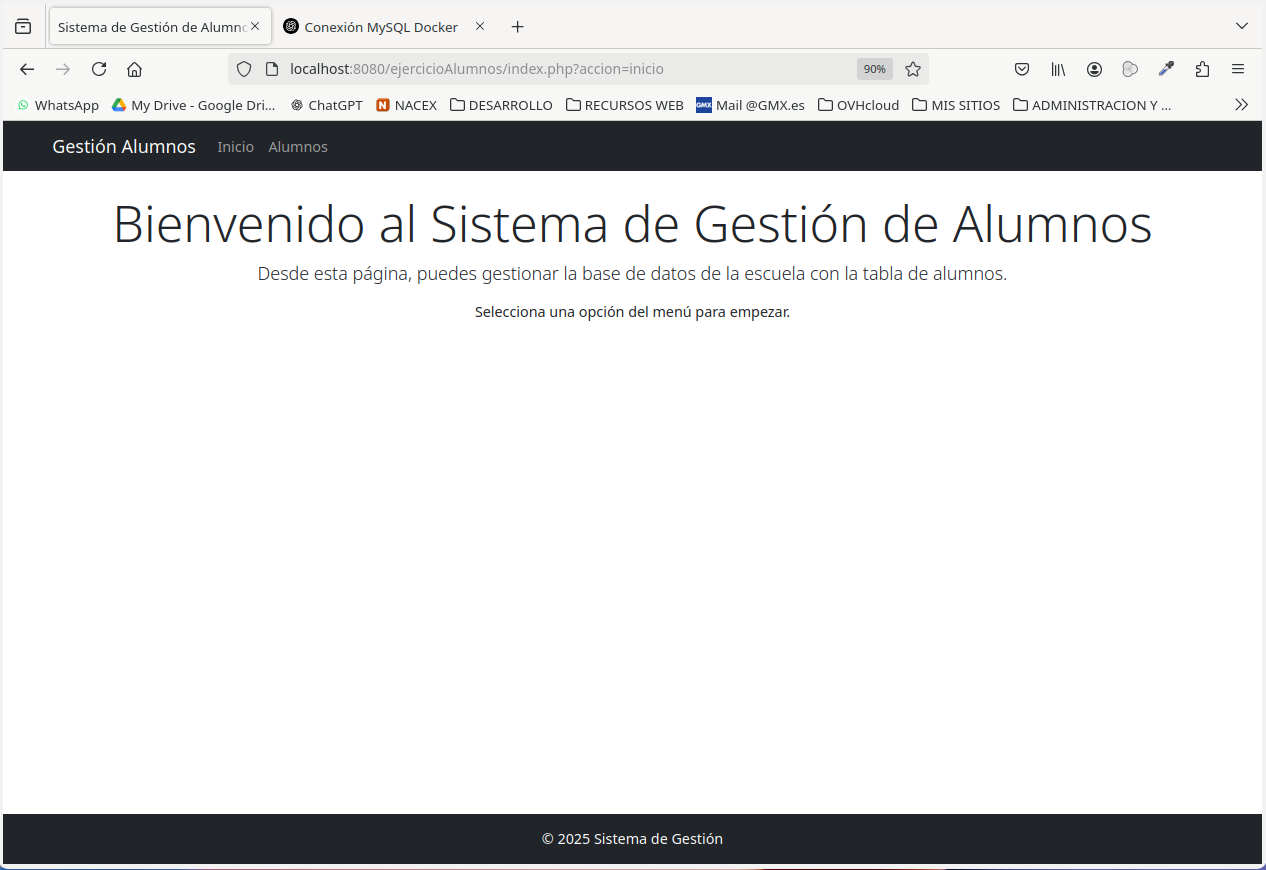 Sistema de Gestión de Alumnc
Conexión MySQL Docker
localhost:8080/ejercicioAlumnos/index.php?accion=inicio
90%
WhatsApp
My Drive - Google Dri...
ChatGPT
N NACEX
DESARROLLO
RECURSOS WEB
GMX Mail @GMX.es
OVHcloud
MIS SITIOS
ADMINISTRACION Y ...
Gestión Alumnos
Inicio
Alumnos
Bienvenido al Sistema de Gestión de Alumnos
Desde esta página, puedes gestionar la base de datos de la escuela con la tabla de alumnos.
Selecciona una opción del menú para empezar.
© 2025 Sistema de Gestión